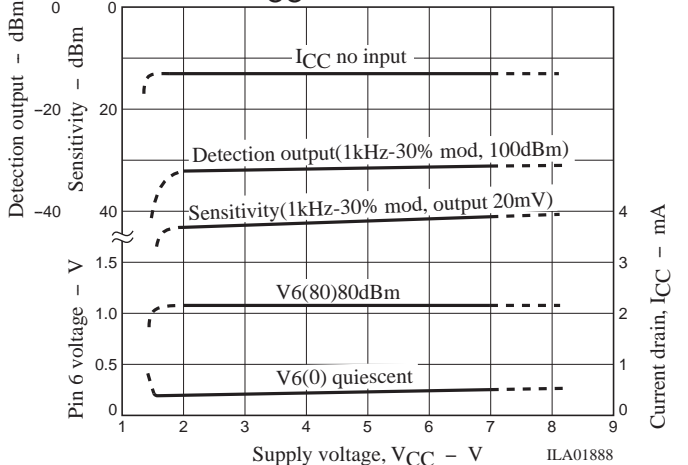 Detection output – dBm
Sensitivity – dBm
0
0
–20
20
–40
40
ICC no input
Detection output(1kHz-30% mod, 100dBm)
Sensitivity(1kHz-30% mod, output 20mV)
4
Pin 6 voltage – V
1.5
1.0
0.5
0
V6(80)80dBm
V6(0) quiescent
3
2
1
0
Current drain, ICC – mA
1 2 3 4 5 6 7 8 9
Supply voltage, VCC – V
ILA01888